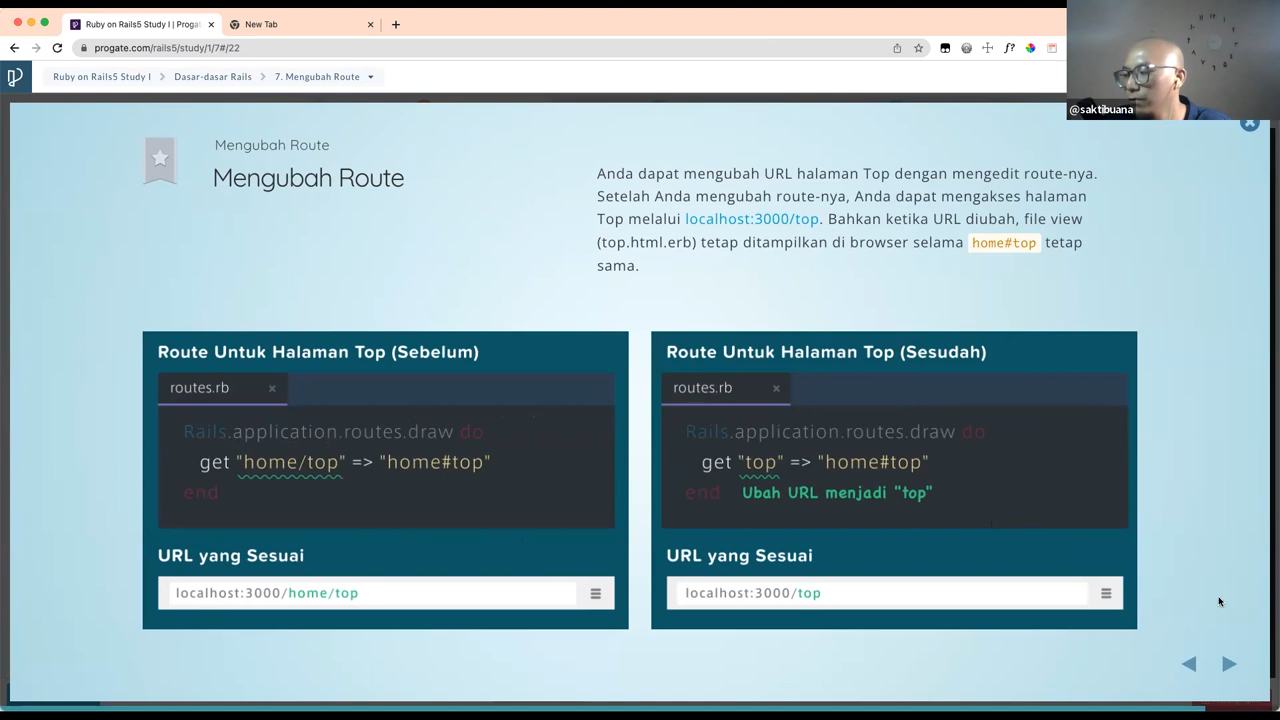 Ruby on Rails5 Study I | Progat
New Tab
progate.com/rails5/study/1/7#/22
Ruby on Rails5 Study I
Dasar-dasar Rails
7. Mengubah Route
@saktibuana
Mengubah Route
Mengubah Route
Anda dapat mengubah URL halaman Top dengan mengedit route-nya.
Setelah Anda mengubah route-nya, Anda dapat mengakses halaman
Top melalui localhost:3000/top. Bahkan ketika URL diubah, file view
(top.html.erb) tetap ditampilkan di browser selama home#top tetap
sama.
Route Untuk Halaman Top (Sebelum)
routes.rb
Rails.application.routes.draw do
get "home/top" => "home#top"
end
URL yang Sesuai
localhost:3000/home/top
Route Untuk Halaman Top (Sesudah)
routes.rb
Rails.application.routes.draw do
get "top" => "home#top"
end Ubah URL menjadi "top"
URL yang Sesuai
localhost:3000/top